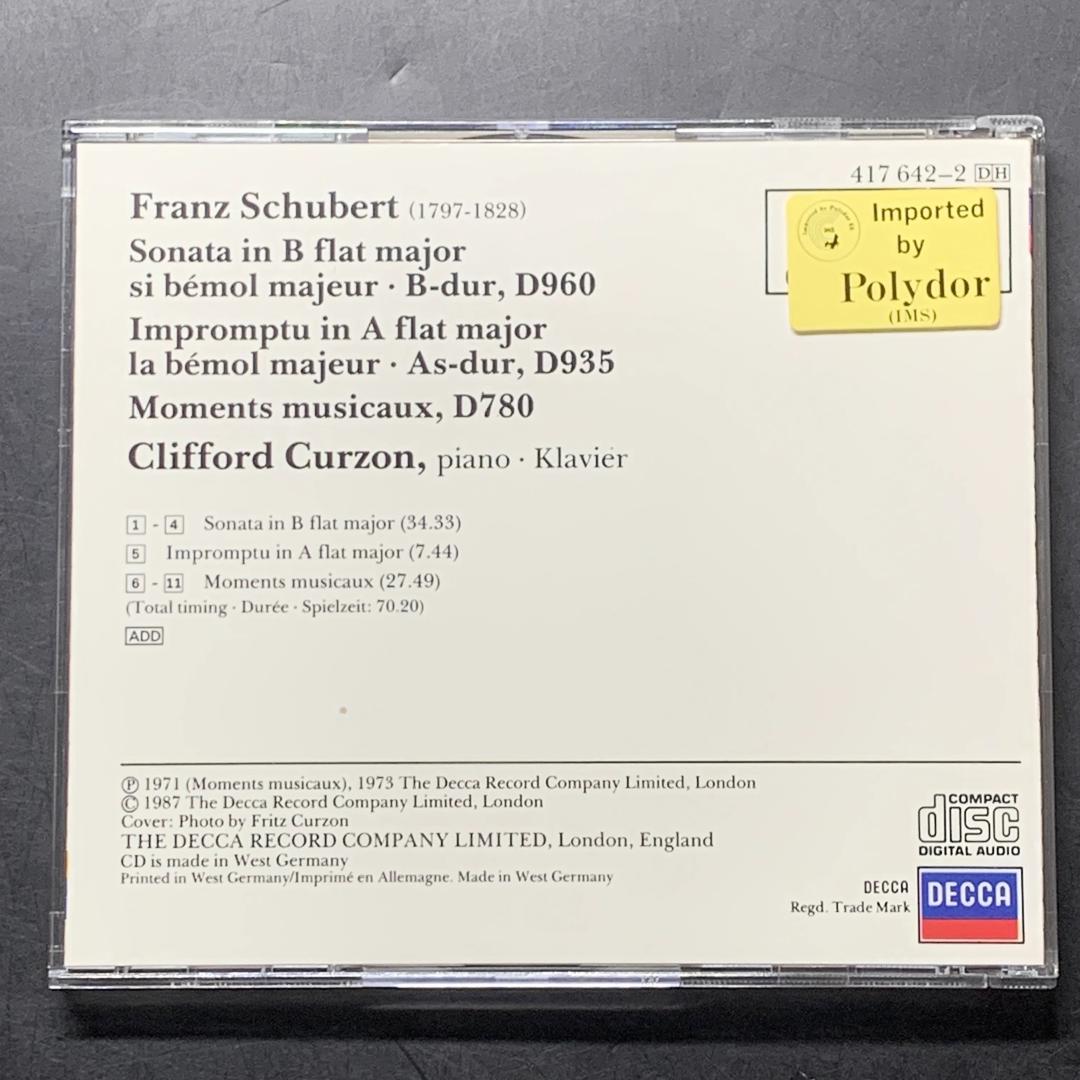 417 642–2 DH
Franz Schubert (1797-1828)
Imported
by
Polydor
(IMS)
Sonata in B flat major
si bémol majeur · B-dur, D960
Impromptu in A flat major
la bémol majeur · As-dur, D935
Moments musicaux, D780
Clifford Curzon, piano · Klavier
1 - 4 Sonata in B flat major (34.33)
5 Impromptu in A flat major (7.44)
6 - 11 Moments musicaux (27.49)
(Total timing · Durée · Spielzeit: 70.20)
ADD
℗ 1971 (Moments musicaux), 1973 The Decca Record Company Limited, London
© 1987 The Decca Record Company Limited, London
Cover: Photo by Fritz Curzon
THE DECCA RECORD COMPANY LIMITED, London, England
CD is made in West Germany
Printed in West Germany/Imprimé en Allemagne. Made in West Germany
COMPACT
disc
DIGITAL AUDIO
DECCA
Regd. Trade Mark
DECCA